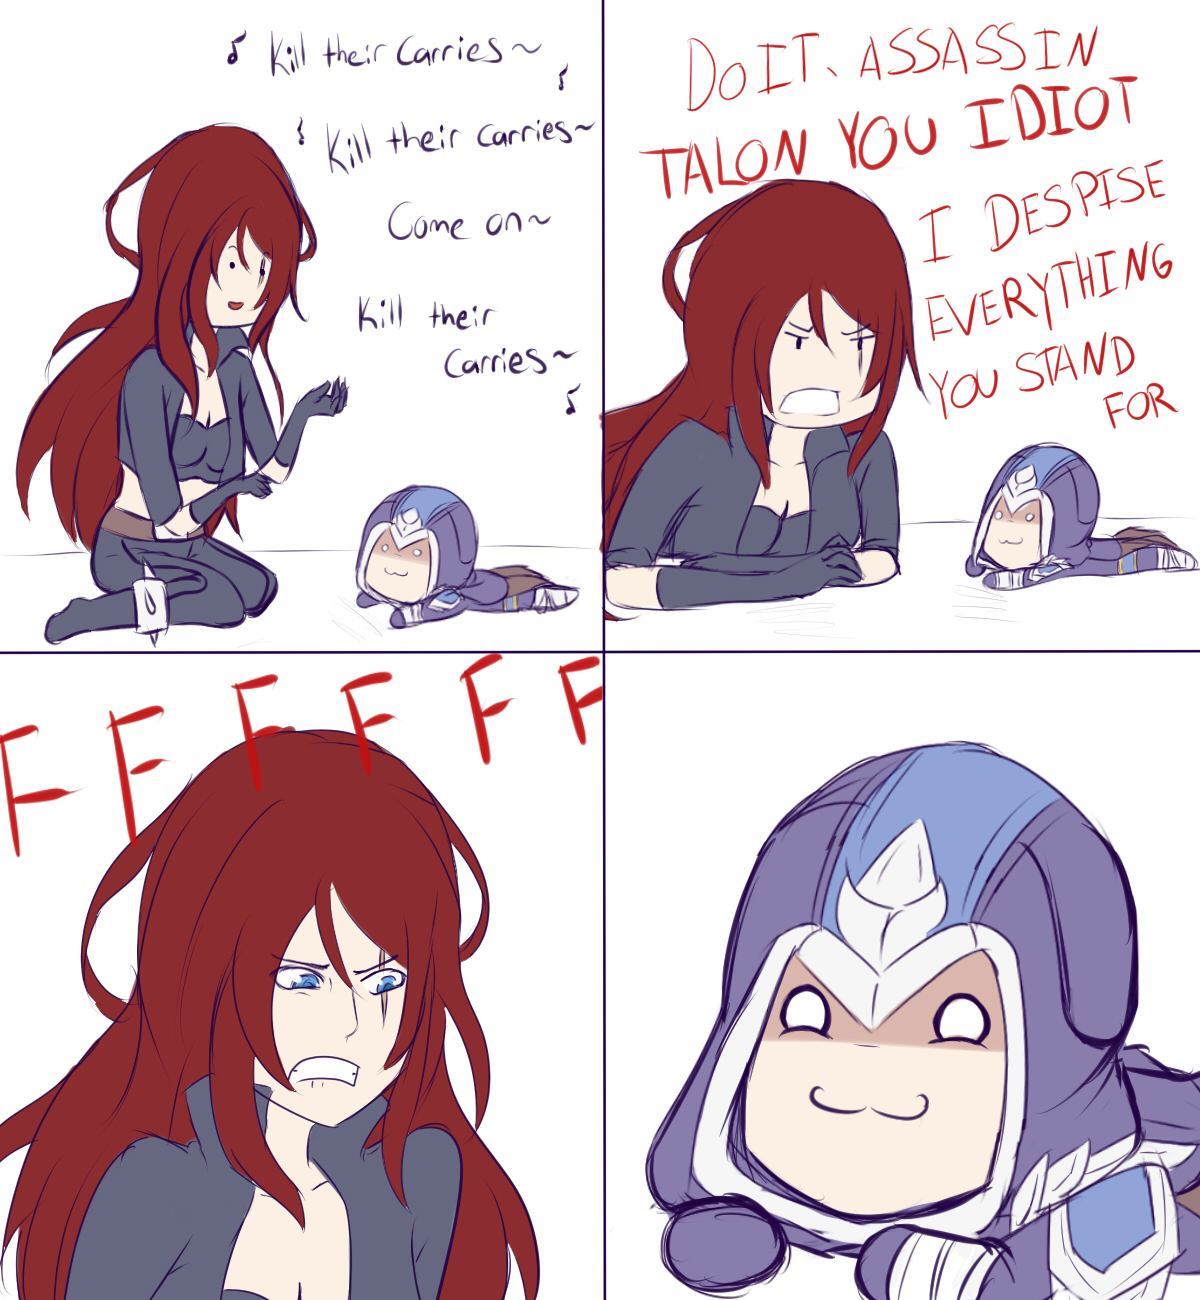 Kill their Carries~
Kill their carries~
Come on~
Kill their
Carries~
DO IT. ASSASSIN
TALON YOU IDIOT
I DESPISE
EVERYTHING
YOU STAND
FOR
F F F F F F